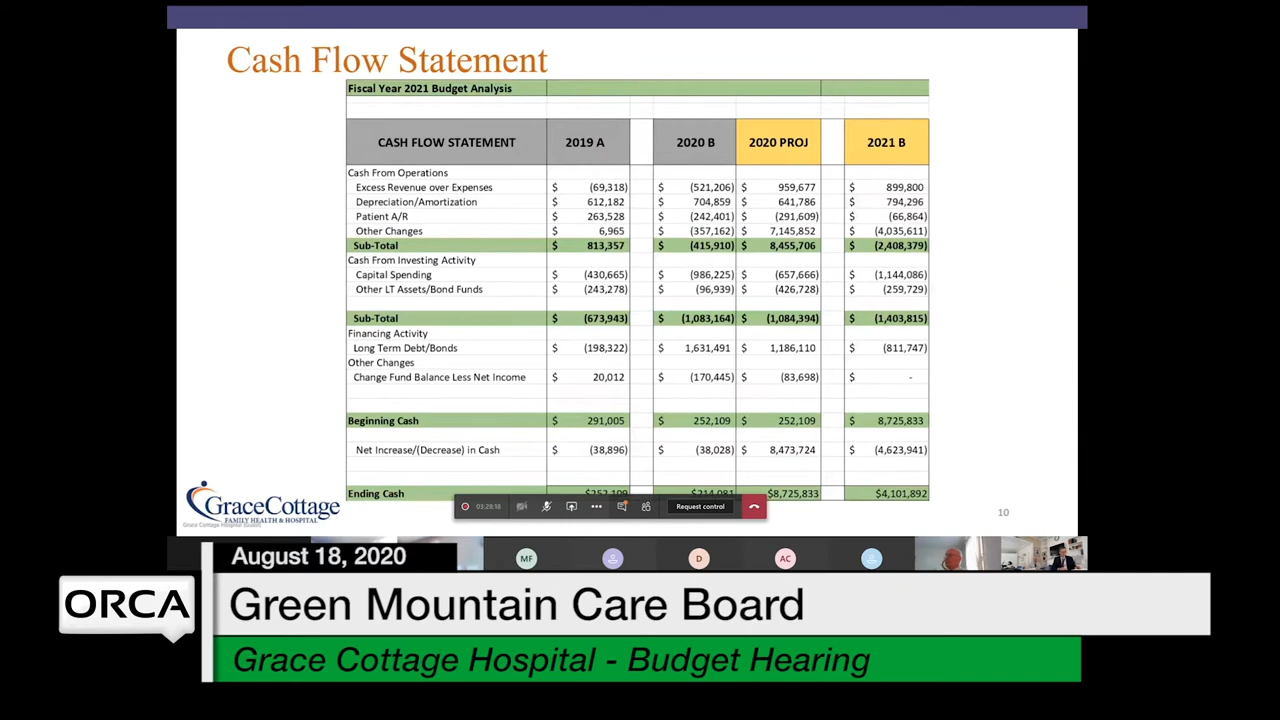 Cash Flow Statement
Fiscal Year 2021 Budget Analysis
CASH FLOW STATEMENT 2019 A 2020 B 2020 PROJ 2021 B
Cash From Operations
Excess Revenue over Expenses $ (69,318) $ (521,206) $ 959,677 $ 899,800
Depreciation/Amortization $ 612,182 $ 704,859 $ 641,786 $ 794,296
Patient A/R $ 263,528 $ (242,401) $ (291,609) $ (66,864)
Other Changes $ 6,965 $ (357,162) $ 7,145,852 $ (4,035,611)
Sub-Total $ 813,357 $ (415,910) $ 8,455,706 $ (2,408,379)
Cash From Investing Activity
Capital Spending $ (430,665) $ (986,225) $ (657,666) $ (1,144,086)
Other LT Assets/Bond Funds $ (243,278) $ (96,939) $ (426,728) $ (259,729)
Sub-Total $ (673,943) $ (1,083,164) $ (1,084,394) $ (1,403,815)
Financing Activity
Long Term Debt/Bonds $ (198,322) $ 1,631,491 $ 1,186,110 $ (811,747)
Other Changes
Change Fund Balance Less Net Income $ 20,012 $ (170,445) $ (83,698) $ -
Beginning Cash $ 291,005 $ 252,109 $ 252,109 $ 8,725,833
Net Increase/(Decrease) in Cash $ (38,896) $ (38,028) $ 8,473,724 $ (4,623,941)
Ending Cash $252,109 $214,081 $8,725,833 $4,101,892
GraceCottage
FAMILY HEALTH & HOSPITAL
03:28:18 Request control
10
MF D AC
August 18, 2020
ORCA
Green Mountain Care Board
Grace Cottage Hospital - Budget Hearing